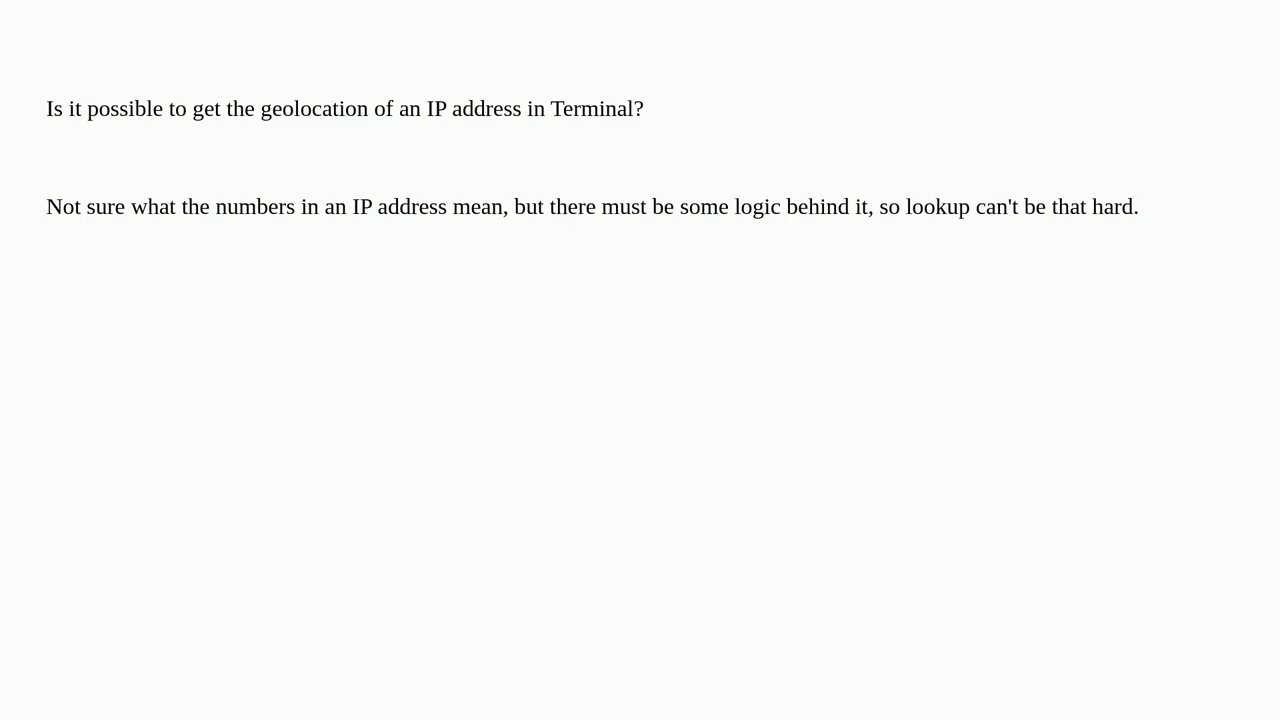 Is it possible to get the geolocation of an IP address in Terminal?
Not sure what the numbers in an IP address mean, but there must be some logic behind it, so lookup can't be that hard.